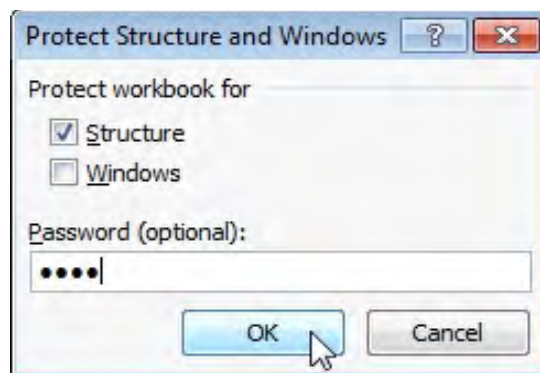 Protect Structure and Windows ?
Protect workbook for
Structure
Windows
Password (optional):
••••
OK Cancel